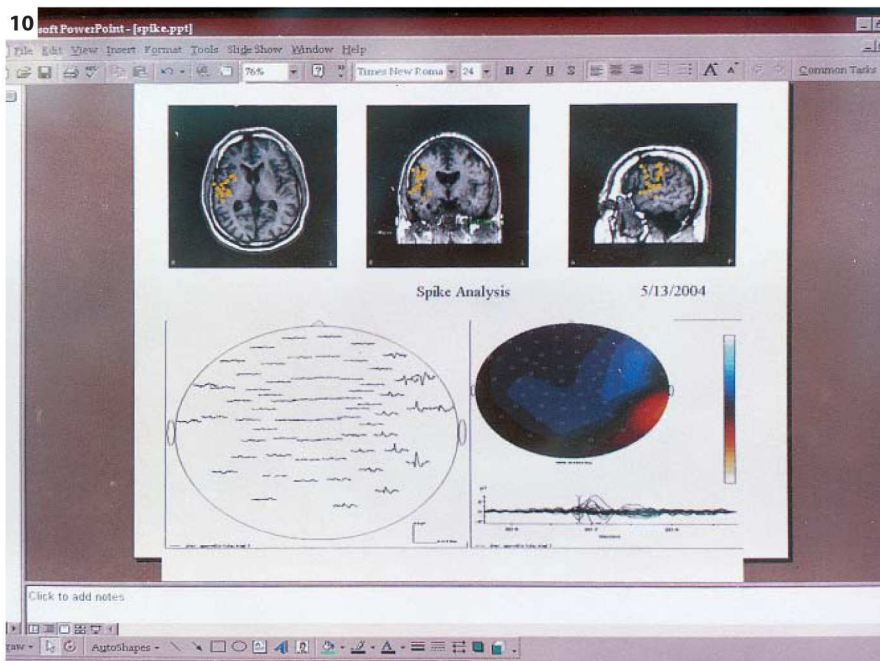 10
soft PowerPoint - [spike.ppt]
File Edit View Insert Format Tools Slide Show Window Help
76% Times New Roma 24 B I U S A A Common Tasks
Spike Analysis 5/13/2004
Click to add notes
raw AutoShapes A